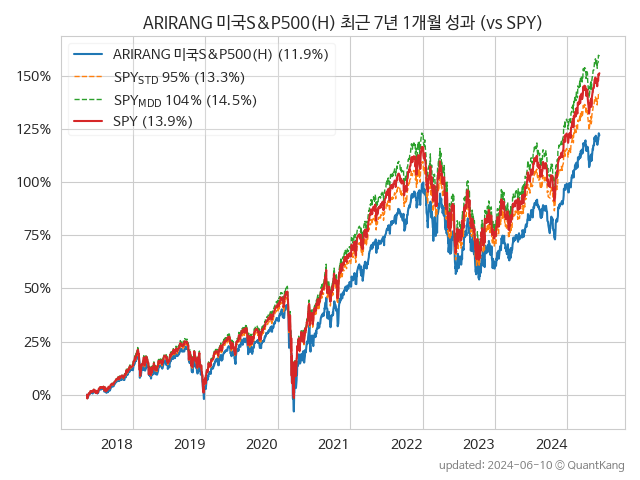 ARIRANG 미국S&P500(H) 최근 7년 1개월 성과 (vs SPY)
ARIRANG 미국S&P500(H) (11.9%)
SPY_STD 95% (13.3%)
SPY_MDD 104% (14.5%)
SPY (13.9%)
150%
125%
100%
75%
50%
25%
0%
2018 2019 2020 2021 2022 2023 2024
updated: 2024-06-10 © QuantKang